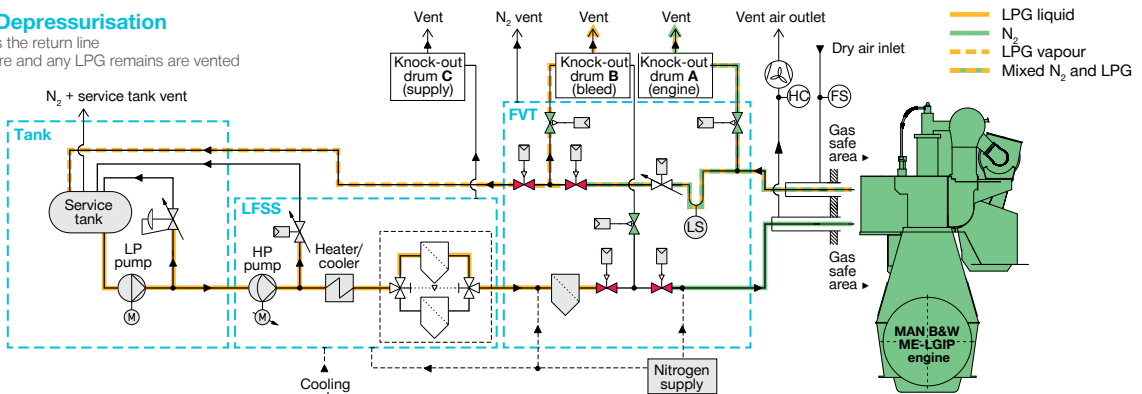 Depressurisation
s the return line
re and any LPG remains are vented
Vent
N₂ vent
Vent
Vent
Vent air outlet
LPG liquid
N₂
LPG vapour
Mixed N₂ and LPG
Dry air inlet
Knock-out
drum C
(supply)
Knock-out
drum B
(bleed)
Knock-out
drum A
(engine)
HC
FS
N₂ + service tank vent
Tank
FVT
Gas
safe
area
Service
tank
LFSS
LS
LP
pump
HP
pump
Heater/
cooler
Gas
safe
area
M
M
MAN B&W
ME-LGIP
engine
Nitrogen
supply
Cooling